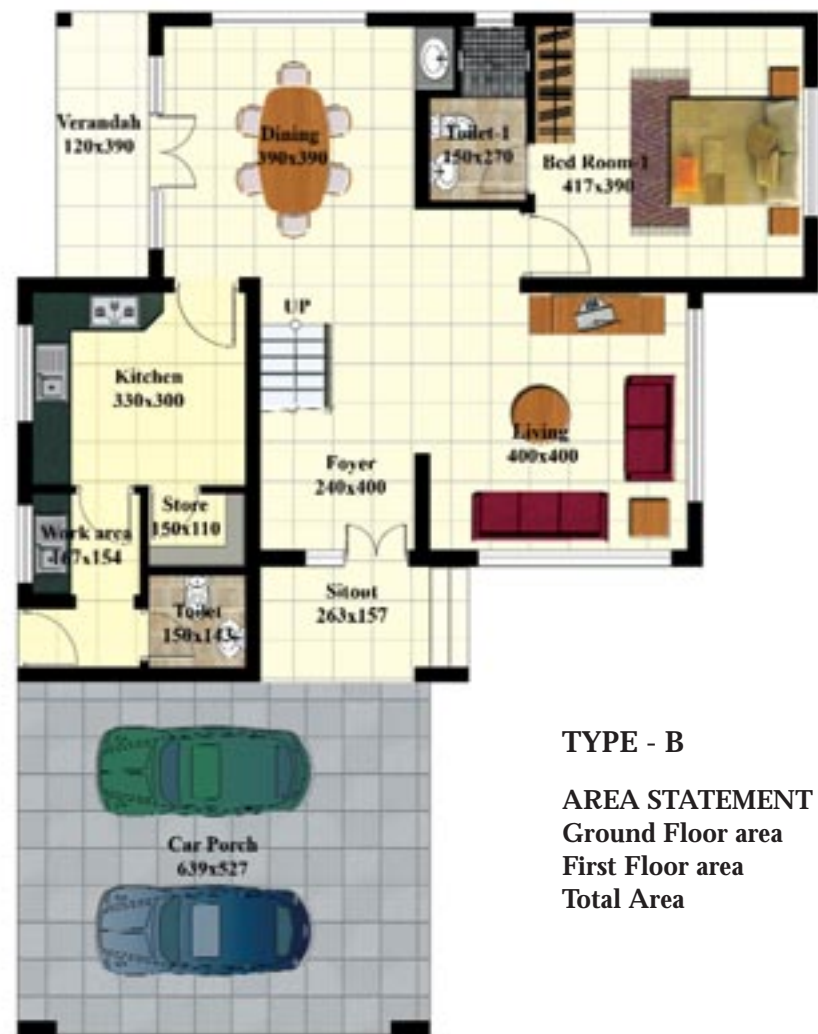 Verandah
120x390
Dining
390x390
Toilet-1
150x270
Bed Room-1
417x390
UP
Kitchen
330x300
Living
400x400
Foyer
240x400
Store
150x110
Work area
167x154
Sitout
263x157
Toilet
150x143
Car Porch
639x527
TYPE - B
AREA STATEMENT
Ground Floor area
First Floor area
Total Area